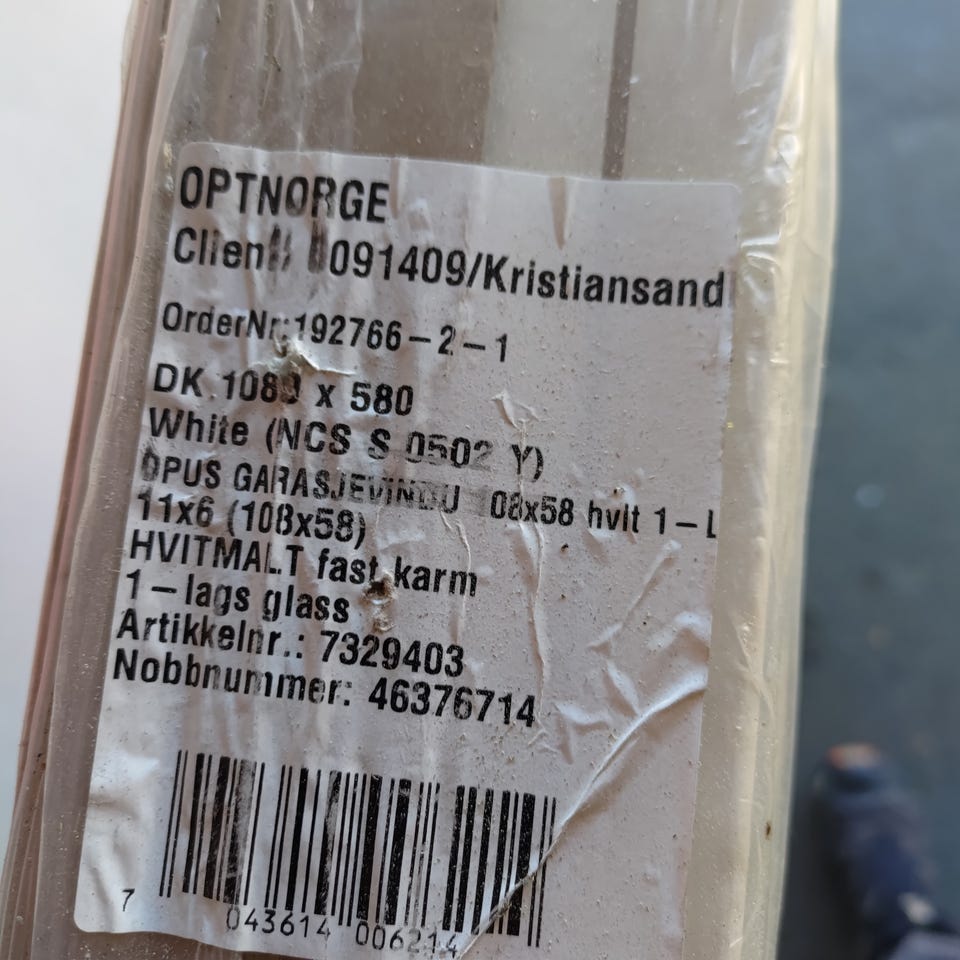 OPTNORGE
091409/Kristiansand
OrderNr:192766-2-1
DK 1080 x 580
White (NCS S 0502 Y)
OPUS GARASJEVINDU 08x58 hvit 1-L
11x6 (108x58)
HVITMALT fast karm
1-lags glass
Artikkelnr.: 7329403
Nobbnummer: 46376714
7 043614 006214